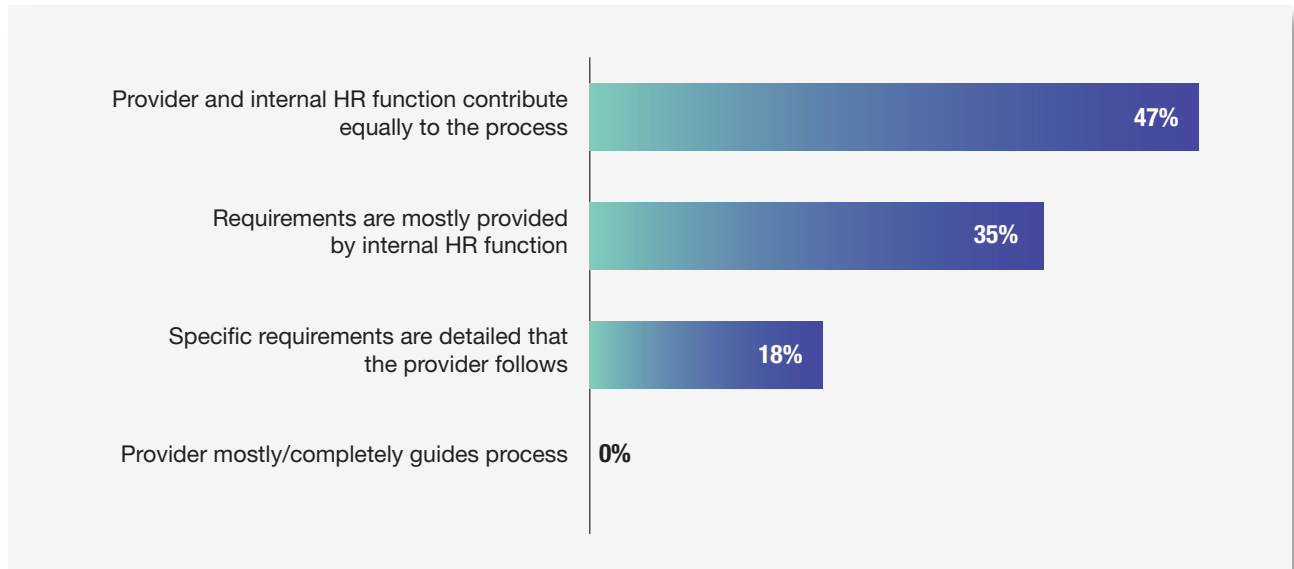 Provider and internal HR function contribute
equally to the process
47%
Requirements are mostly provided
by internal HR function
35%
Specific requirements are detailed that
the provider follows
18%
Provider mostly/completely guides process
0%